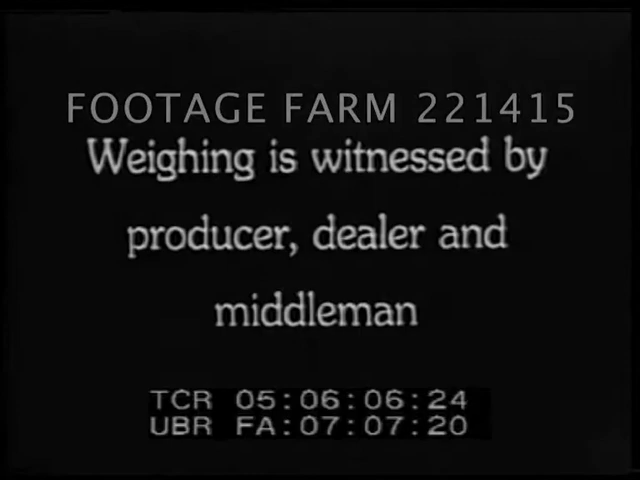 FOOTAGE FARM 221415
Weighing is witnessed by
producer, dealer and
middleman
TCR 05:06:06:24
UBR FA:07:07:20